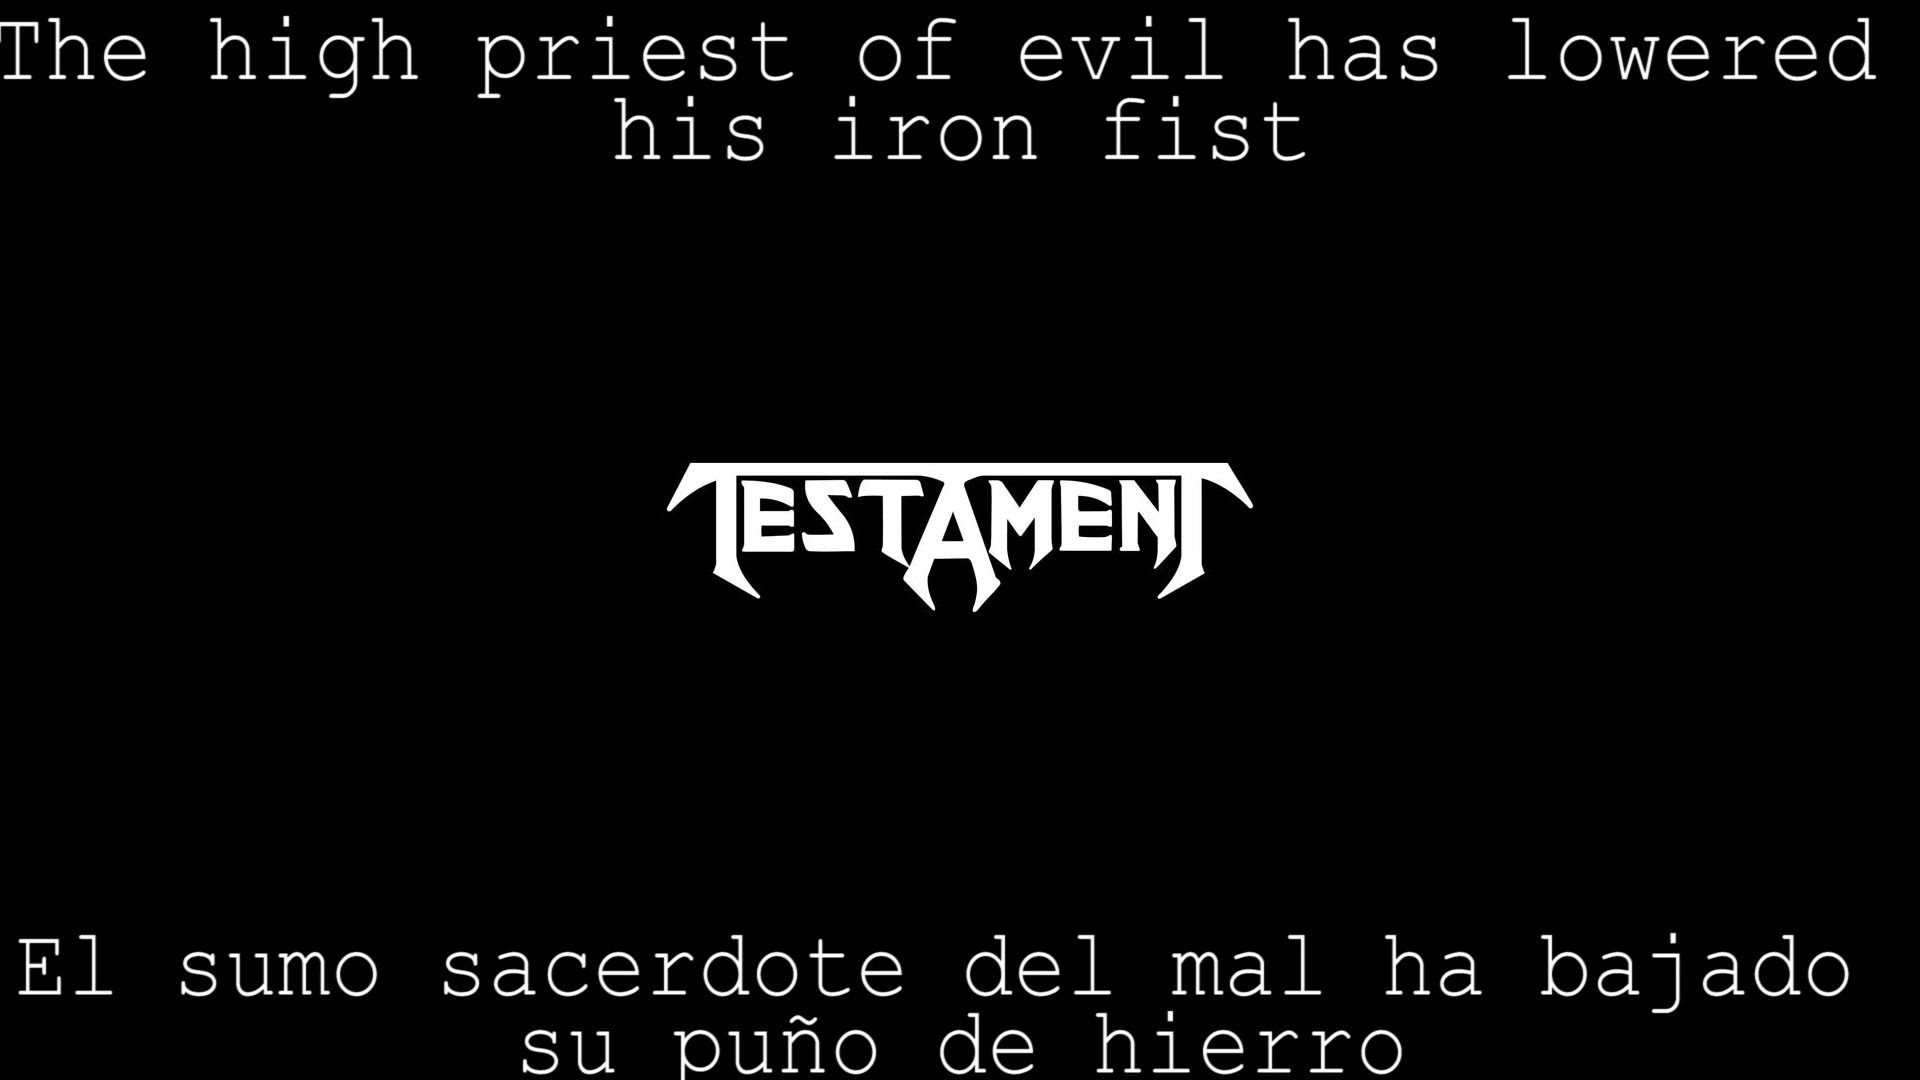 The high priest of evil has lowered
his iron fist
TESTAMENT
El sumo sacerdote del mal ha bajado
su puño de hierro